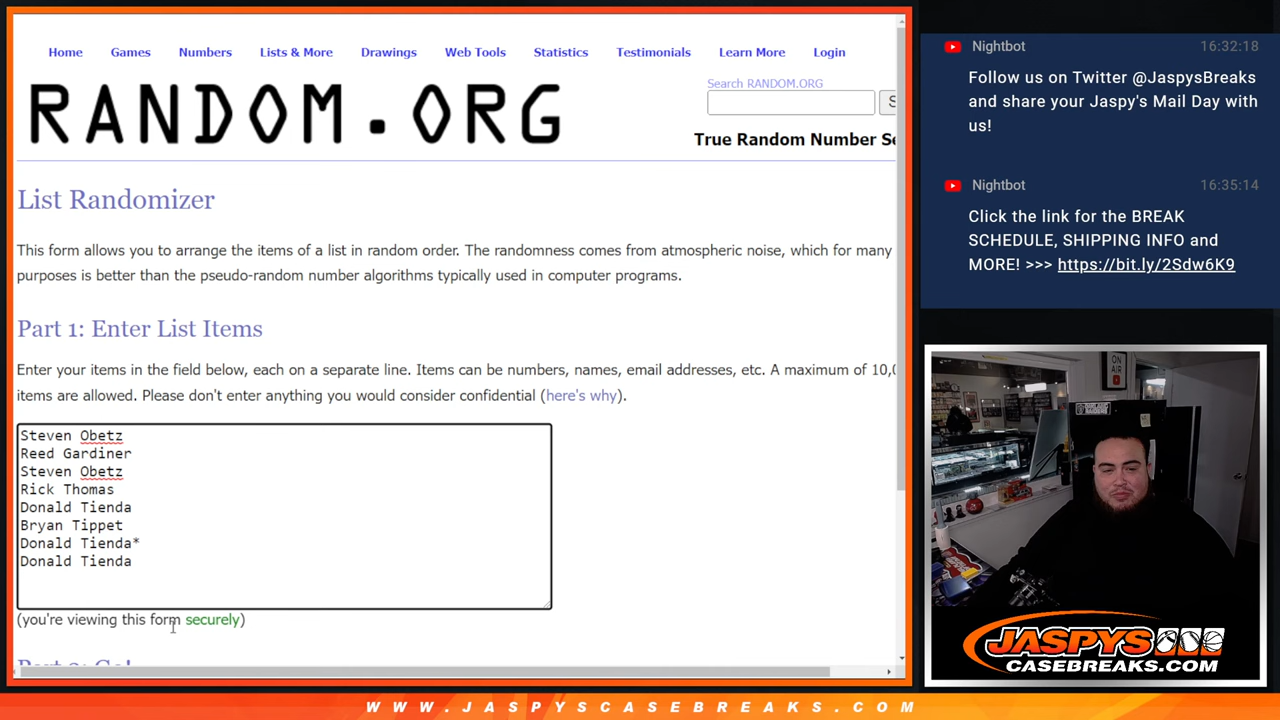 Home Games Numbers Lists & More Drawings Web Tools Statistics Testimonials Learn More Login
Search RANDOM.ORG
RANDOM.ORG
True Random Number Se
List Randomizer
This form allows you to arrange the items of a list in random order. The randomness comes from atmospheric noise, which for many
purposes is better than the pseudo-random number algorithms typically used in computer programs.
Part 1: Enter List Items
Enter your items in the field below, each on a separate line. Items can be numbers, names, email addresses, etc. A maximum of 10,0
items are allowed. Please don't enter anything you would consider confidential (here's why).
Steven Obetz
Reed Gardiner
Steven Obetz
Rick Thomas
Donald Tienda
Bryan Tippet
Donald Tienda*
Donald Tienda
(you're viewing this form securely)
Part 2: Go!
Nightbot 16:32:18
Follow us on Twitter @JaspysBreaks
and share your Jaspy's Mail Day with
us!
Nightbot 16:35:14
Click the link for the BREAK
SCHEDULE, SHIPPING INFO and
MORE! >>> https://bit.ly/2Sdw6K9
ON
AIR
JASPYS
CASEBREAKS.COM
WWW.JASPYSCASEBREAKS.COM